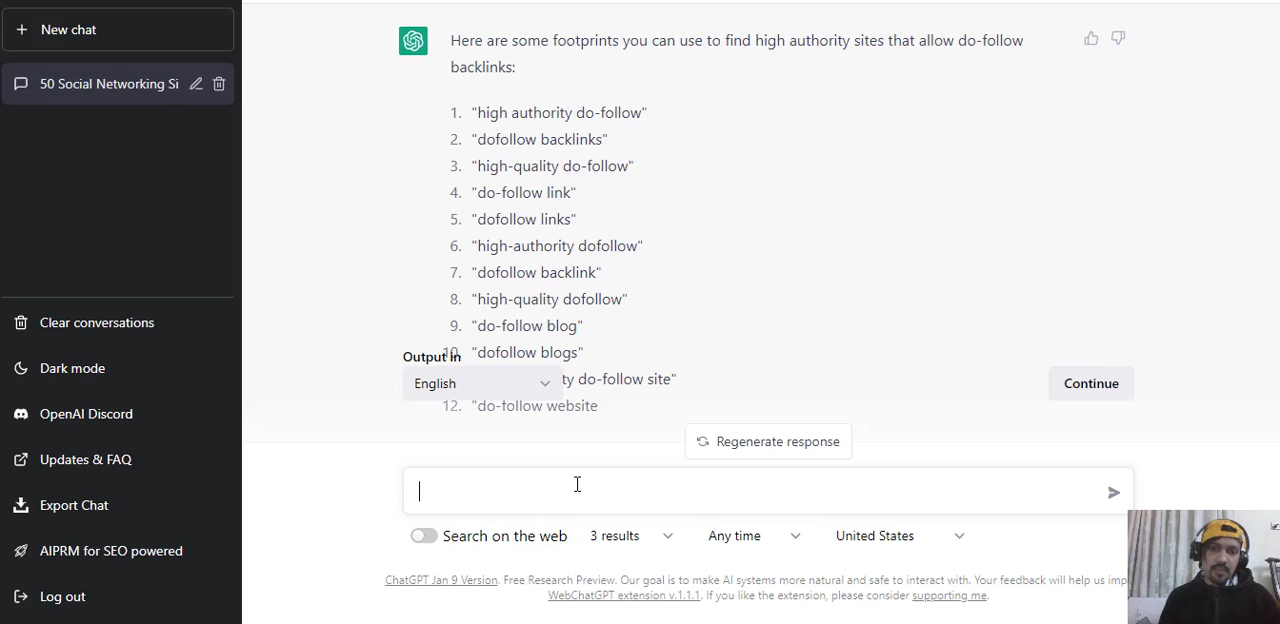 New chat
50 Social Networking Si
Clear conversations
Dark mode
OpenAI Discord
Updates & FAQ
Export Chat
AIPRM for SEO powered
Log out
Here are some footprints you can use to find high authority sites that allow do-follow
backlinks:
1. "high authority do-follow"
2. "dofollow backlinks"
3. "high-quality do-follow"
4. "do-follow link"
5. "dofollow links"
6. "high-authority dofollow"
7. "dofollow backlink"
8. "high-quality dofollow"
9. "do-follow blog"
10. "dofollow blogs"
Output in
English
ty do-follow site"
Continue
12. "do-follow website
Regenerate response
Search on the web 3 results Any time United States
ChatGPT Jan 9 Version. Free Research Preview. Our goal is to make AI systems more natural and safe to interact with. Your feedback will help us imp
WebChatGPT extension v.1.1.1. If you like the extension, please consider supporting me.